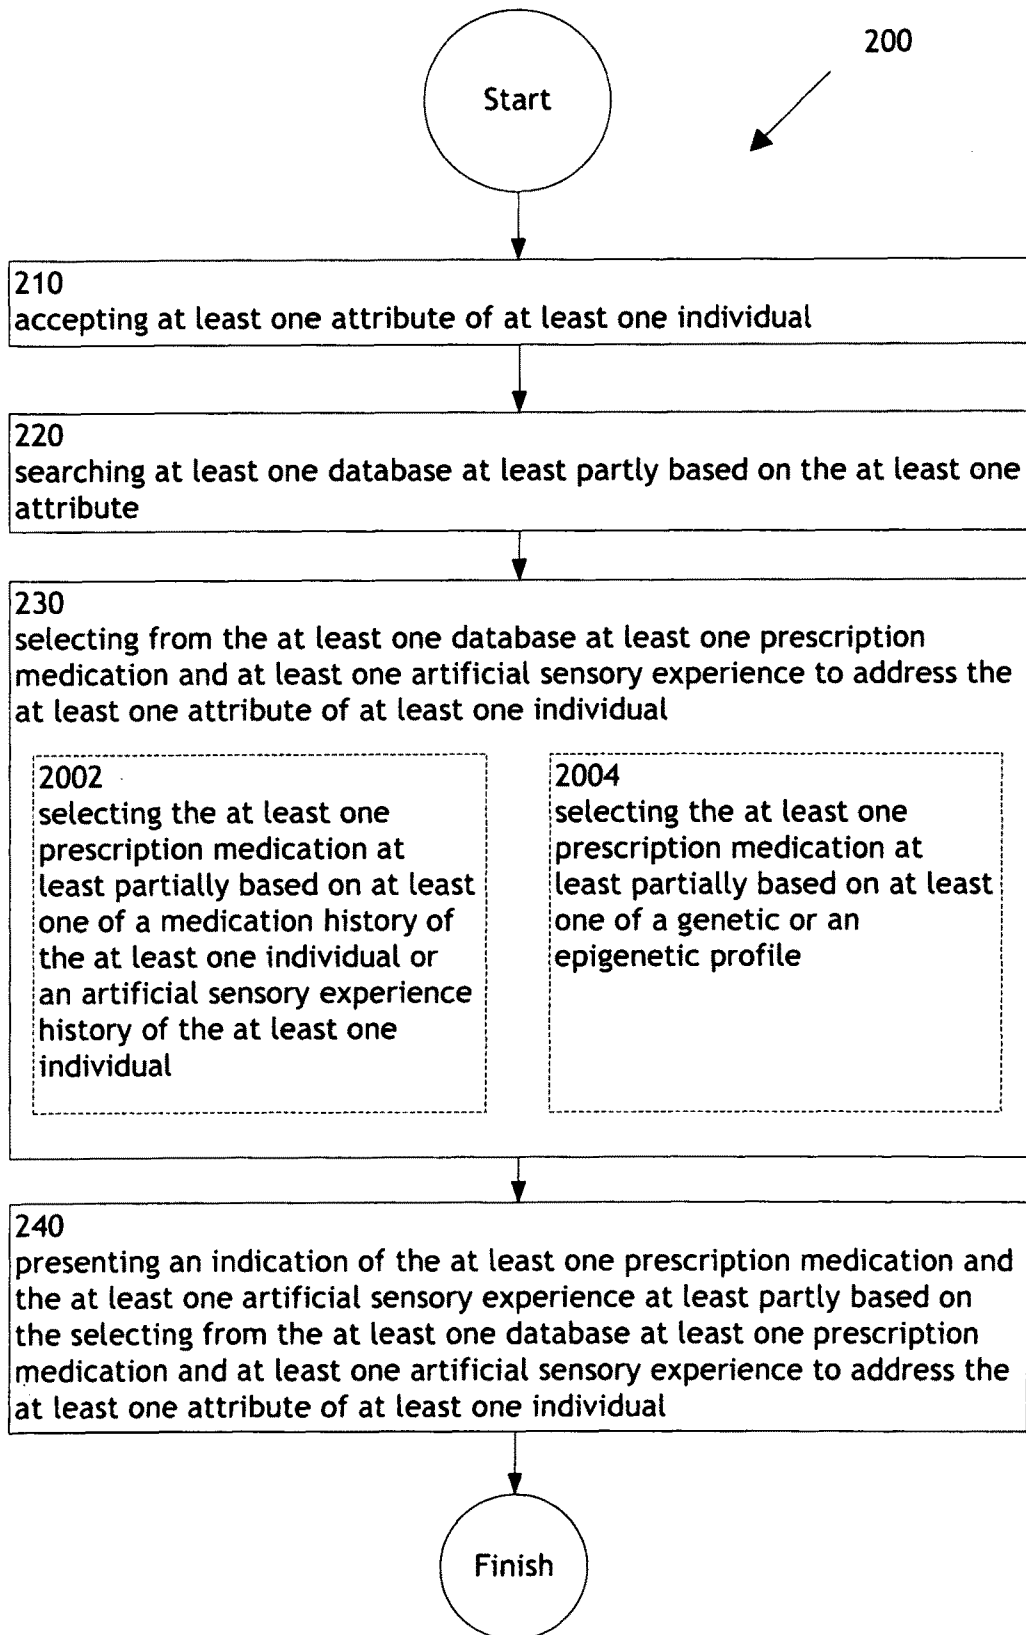 200
Start
210
accepting at least one attribute of at least one individual
220
searching at least one database at least partly based on the at least one
attribute
230
selecting from the at least one database at least one prescription
medication and at least one artificial sensory experience to address the
at least one attribute of at least one individual
2002
selecting the at least one
prescription medication at
least partially based on at least
one of a medication history of
the at least one individual or
an artificial sensory experience
history of the at least one
individual
2004
selecting the at least one
prescription medication at
least partially based on at least
one of a genetic or an
epigenetic profile
240
presenting an indication of the at least one prescription medication and
the at least one artificial sensory experience at least partly based on
the selecting from the at least one database at least one prescription
medication and at least one artificial sensory experience to address the
at least one attribute of at least one individual
Finish